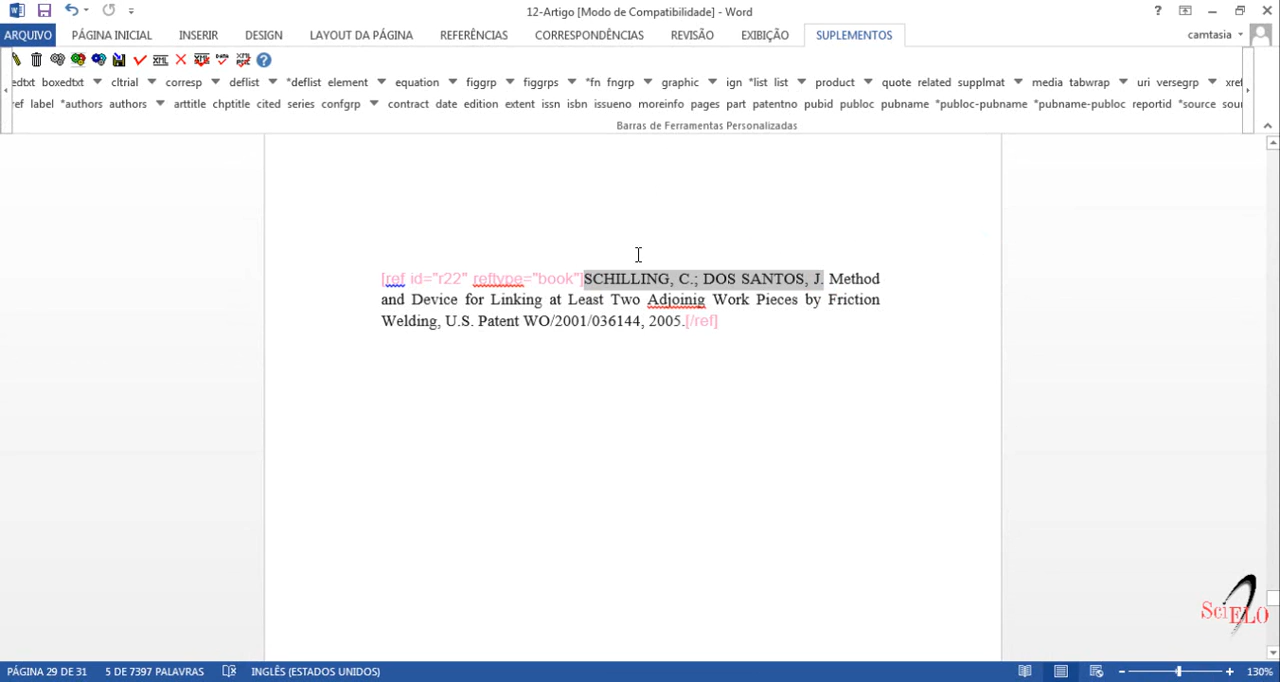 12-Artigo [Modo de Compatibilidade] - Word
ARQUIVO PÁGINA INICIAL INSERIR DESIGN LAYOUT DA PÁGINA REFERÊNCIAS CORRESPONDÊNCIAS REVISÃO EXIBIÇÃO SUPLEMENTOS camtasia
edtxt boxedtxt cltrial corresp deflist *deflist element equation figgrp figgrps *fn fngrp graphic ign *list list product quote related supplmat media tabwrap uri versegrp xref
ref label *authors authors arttitle chptitle cited series confgrp contract date edition extent issn isbn issueno moreinfo pages part patentno pubid publoc pubname *publoc-pubname *pubname-publoc reportid *source sour
Barras de Ferramentas Personalizadas
[ref id="r22" reftype="book"]SCHILLING, C.; DOS SANTOS, J. Method
and Device for Linking at Least Two Adjoinig Work Pieces by Friction
Welding, U.S. Patent WO/2001/036144, 2005.[/ref]
SciELO
PÁGINA 29 DE 31 5 DE 7397 PALAVRAS INGLÊS (ESTADOS UNIDOS) 130%